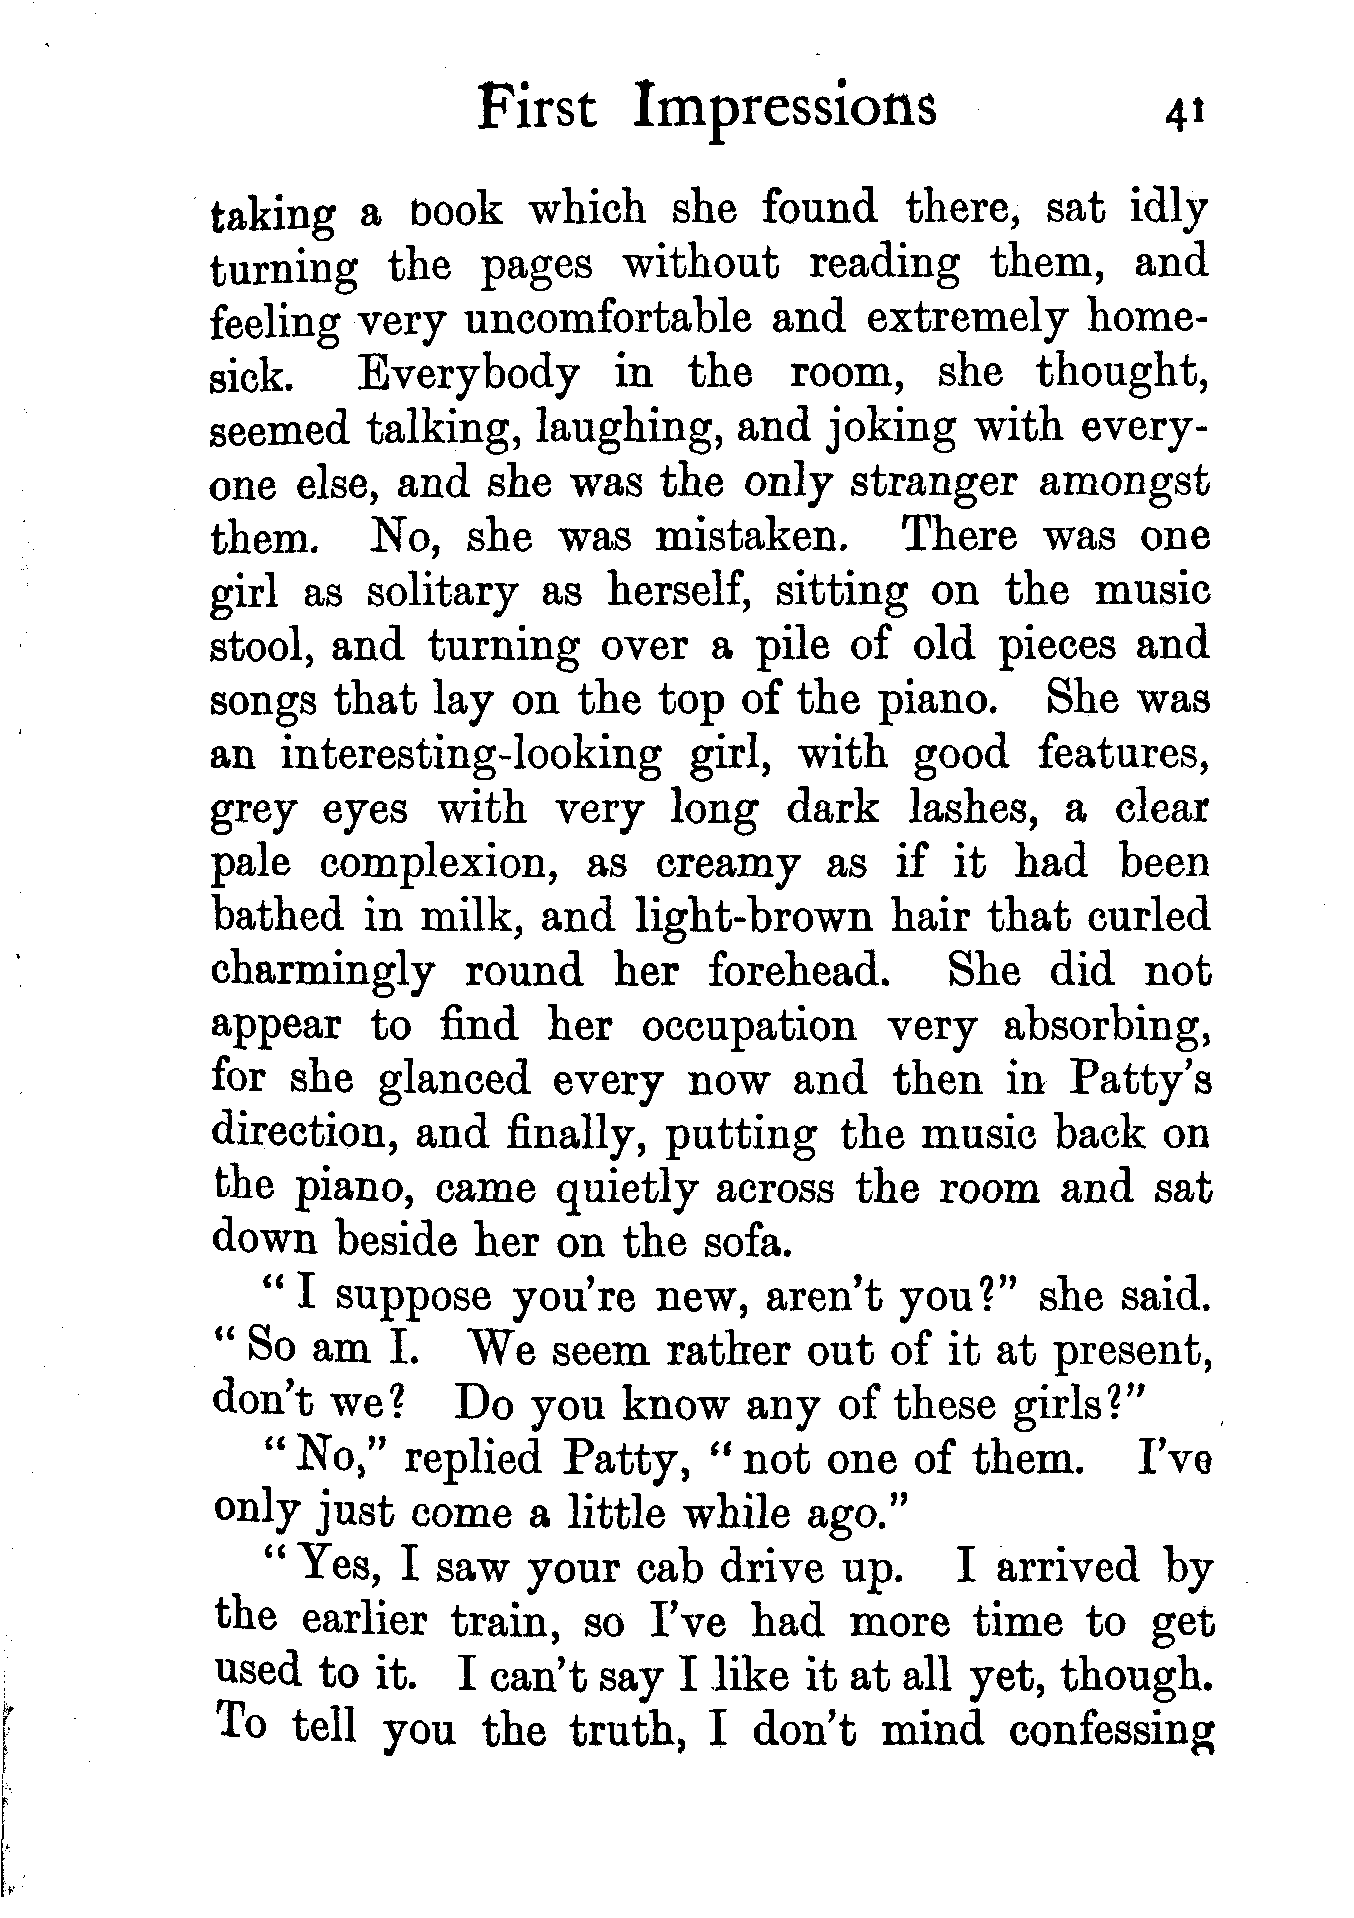 First Impressions 41
taking a book which she found there, sat idly
turning the pages without reading them, and
feeling very uncomfortable and extremely home-
sick. Everybody in the room, she thought,
seemed talking, laughing, and joking with every-
one else, and she was the only stranger amongst
them. No, she was mistaken. There was one
girl as solitary as herself, sitting on the music
stool, and turning over a pile of old pieces and
songs that lay on the top of the piano. She was
an interesting-looking girl, with good features,
grey eyes with very long dark lashes, a clear
pale complexion, as creamy as if it had been
bathed in milk, and light-brown hair that curled
charmingly round her forehead. She did not
appear to find her occupation very absorbing,
for she glanced every now and then in Patty's
direction, and finally, putting the music back on
the piano, came quietly across the room and sat
down beside her on the sofa.
"I suppose you're new, aren't you?" she said.
"So am I. We seem rather out of it at present,
don't we? Do you know any of these girls?"
"No," replied Patty, "not one of them. I've
only just come a little while ago."
"Yes, I saw your cab drive up. I arrived by
the earlier train, so I've had more time to get
used to it. I can't say I like it at all yet, though.
To tell you the truth, I don't mind confessing